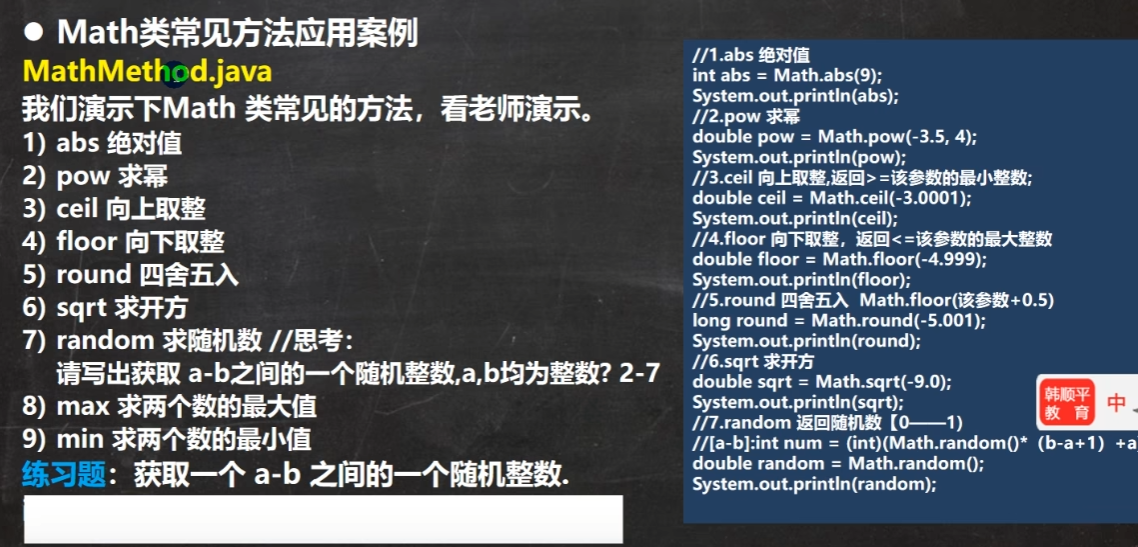 ● Math类常见方法应用案例
MathMethod.java
我们演示下Math 类常见的方法，看老师演示。
1) abs 绝对值
2) pow 求幂
3) ceil 向上取整
4) floor 向下取整
5) round 四舍五入
6) sqrt 求开方
7) random 求随机数 //思考：
请写出获取 a-b之间的一个随机整数,a,b均为整数? 2-7
8) max 求两个数的最大值
9) min 求两个数的最小值
练习题：获取一个 a-b 之间的一个随机整数.
//1.abs 绝对值
int abs = Math.abs(9);
System.out.println(abs);
//2.pow 求幂
double pow = Math.pow(-3.5, 4);
System.out.println(pow);
//3.ceil 向上取整,返回>=该参数的最小整数;
double ceil = Math.ceil(-3.0001);
System.out.println(ceil);
//4.floor 向下取整，返回<=该参数的最大整数
double floor = Math.floor(-4.999);
System.out.println(floor);
//5.round 四舍五入 Math.floor(该参数+0.5)
long round = Math.round(-5.001);
System.out.println(round);
//6.sqrt 求开方
double sqrt = Math.sqrt(-9.0);
System.out.println(sqrt);
//7.random 返回随机数【0——1)
//[a-b]:int num = (int)(Math.random()*（b-a+1）+a
double random = Math.random();
System.out.println(random);
韩顺平
教 育
中